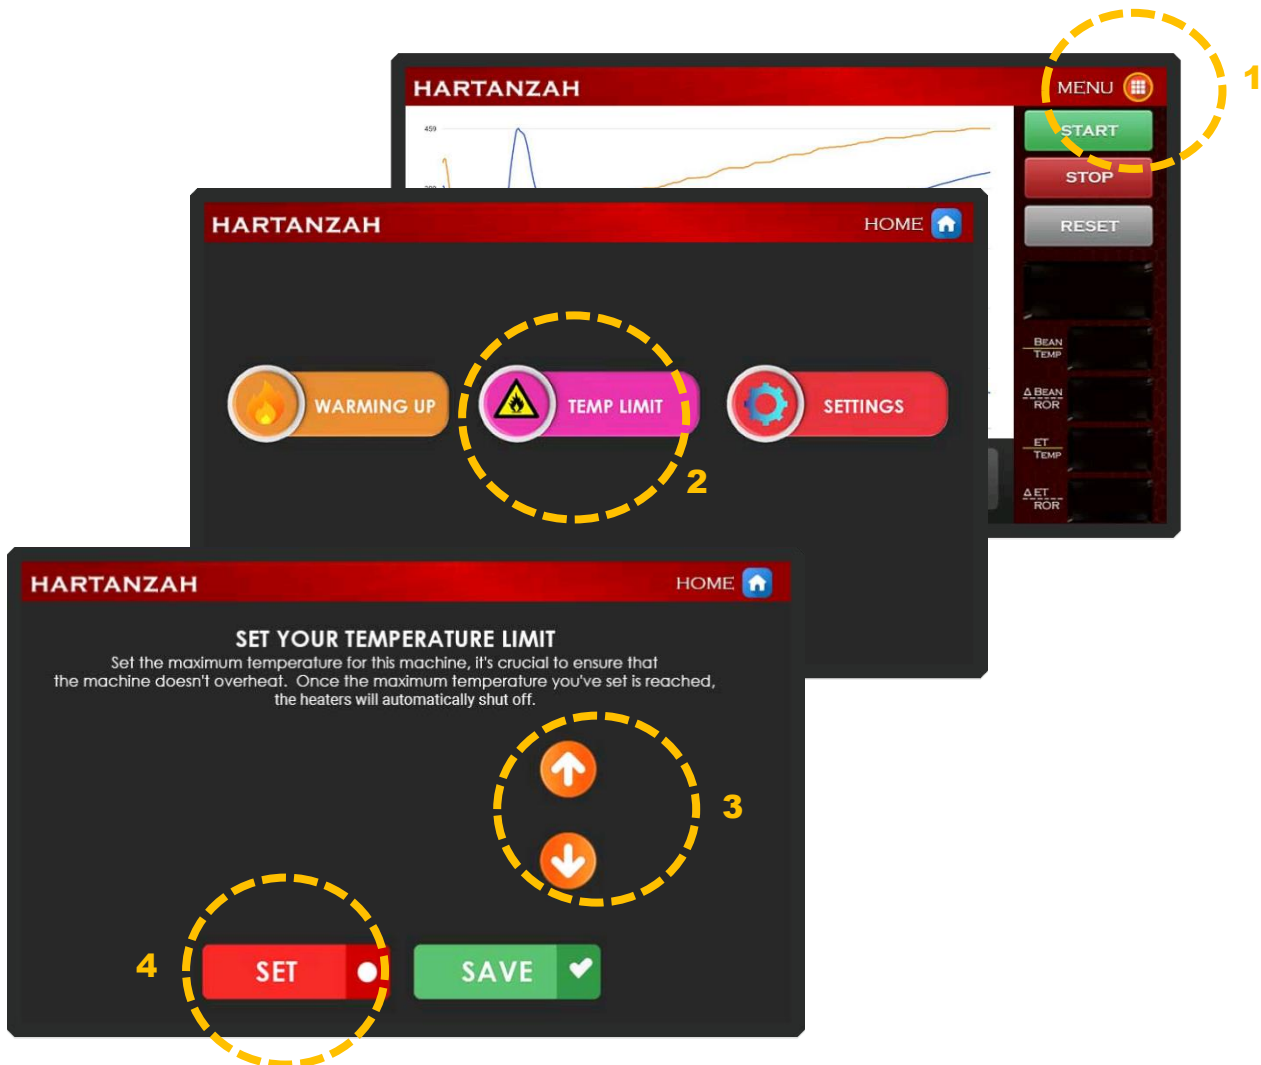 HARTANZAH
MENU
1
459
START
STOP
RESET
BEAN
TEMP
Δ BEAN
ROR
ET
TEMP
Δ ET
ROR
HARTANZAH
HOME
WARMING UP
TEMP LIMIT
SETTINGS
2
HARTANZAH
HOME
SET YOUR TEMPERATURE LIMIT
Set the maximum temperature for this machine, it's crucial to ensure that
the machine doesn't overheat. Once the maximum temperature you've set is reached,
the heaters will automatically shut off.
3
4
SET
SAVE